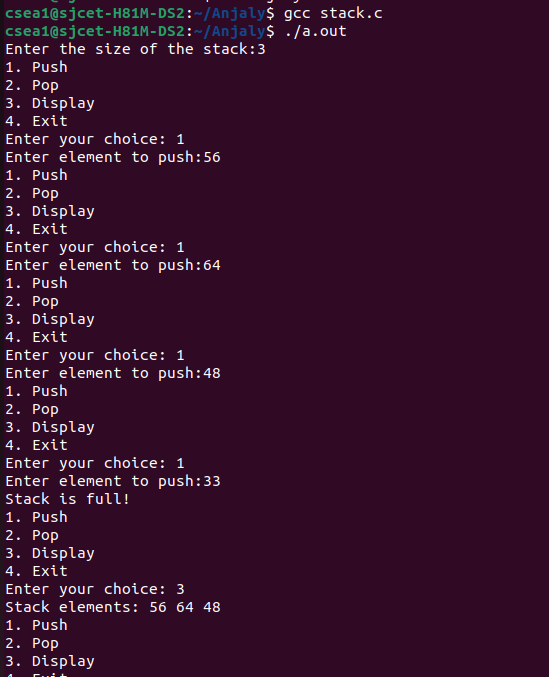 csea1@sjcet-H81M-DS2:~/Anjaly$ gcc stack.c
csea1@sjcet-H81M-DS2:~/Anjaly$ ./a.out
Enter the size of the stack:3
1. Push
2. Pop
3. Display
4. Exit
Enter your choice: 1
Enter element to push:56
1. Push
2. Pop
3. Display
4. Exit
Enter your choice: 1
Enter element to push:64
1. Push
2. Pop
3. Display
4. Exit
Enter your choice: 1
Enter element to push:48
1. Push
2. Pop
3. Display
4. Exit
Enter your choice: 1
Enter element to push:33
Stack is full!
1. Push
2. Pop
3. Display
4. Exit
Enter your choice: 3
Stack elements: 56 64 48
1. Push
2. Pop
3. Display
4. Exit